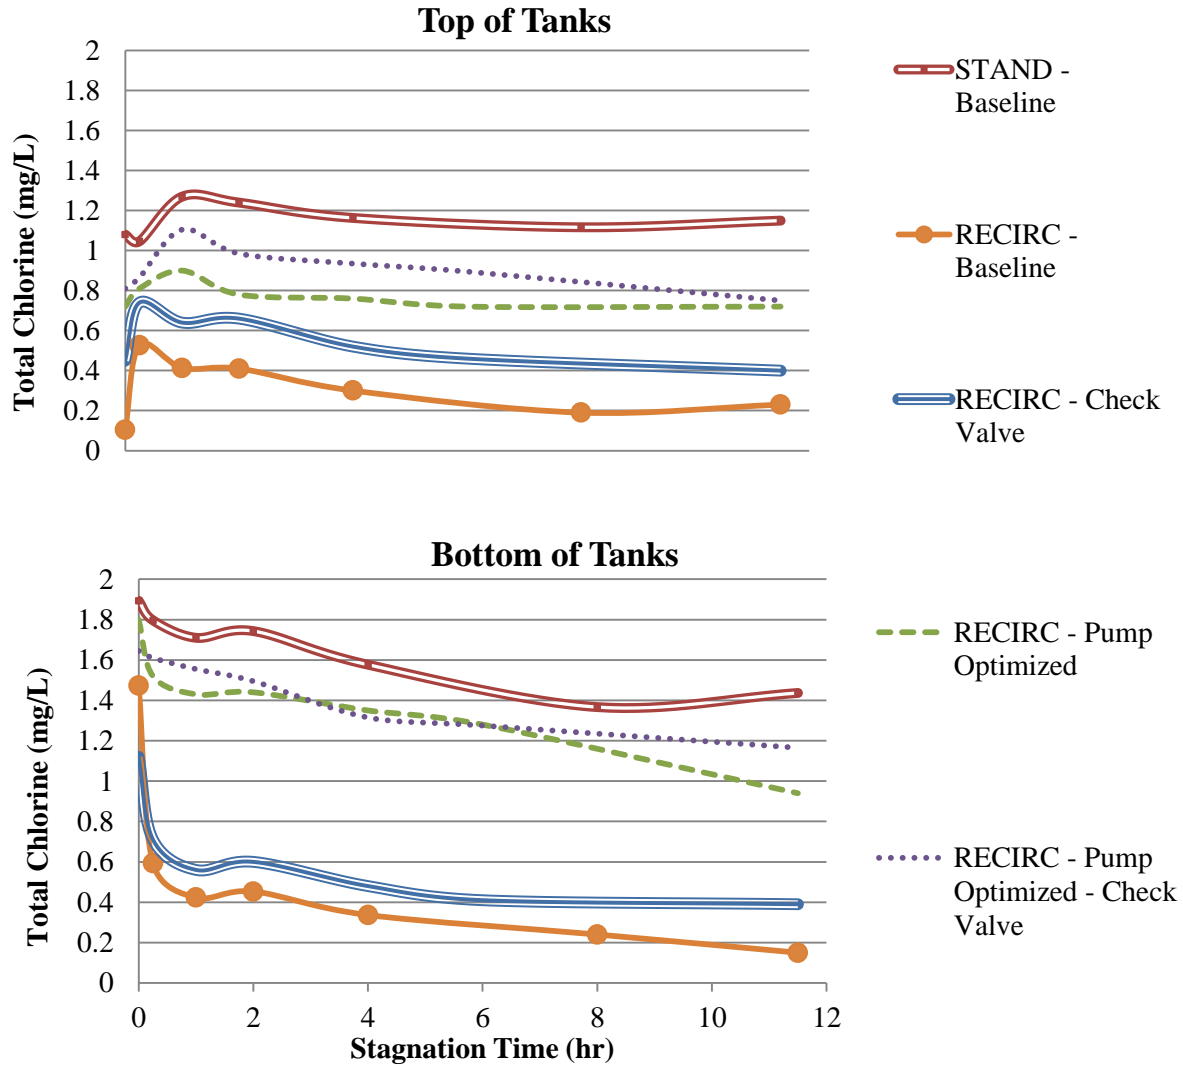 Top of Tanks
Total Chlorine (mg/L)
2
1.8
1.6
1.4
1.2
1
0.8
0.6
0.4
0.2
0
STAND -
Baseline
RECIRC -
Baseline
RECIRC - Check
Valve
Bottom of Tanks
Total Chlorine (mg/L)
2
1.8
1.6
1.4
1.2
1
0.8
0.6
0.4
0.2
0
0 2 4 6 8 10 12
Stagnation Time (hr)
RECIRC - Pump
Optimized
RECIRC - Pump
Optimized - Check
Valve